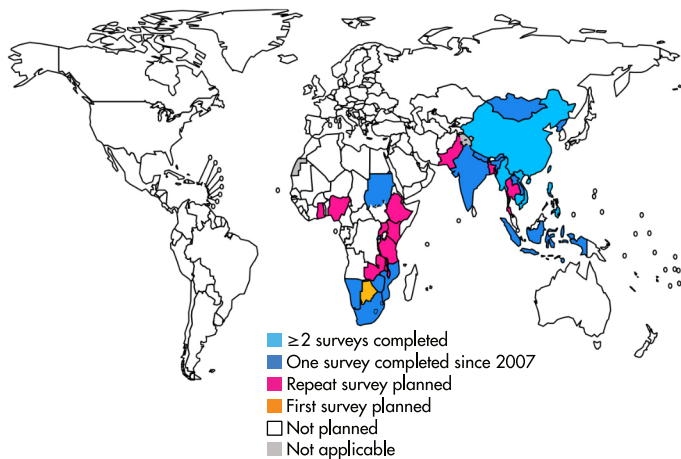 ≥2 surveys completed
One survey completed since 2007
Repeat survey planned
First survey planned
Not planned
Not applicable